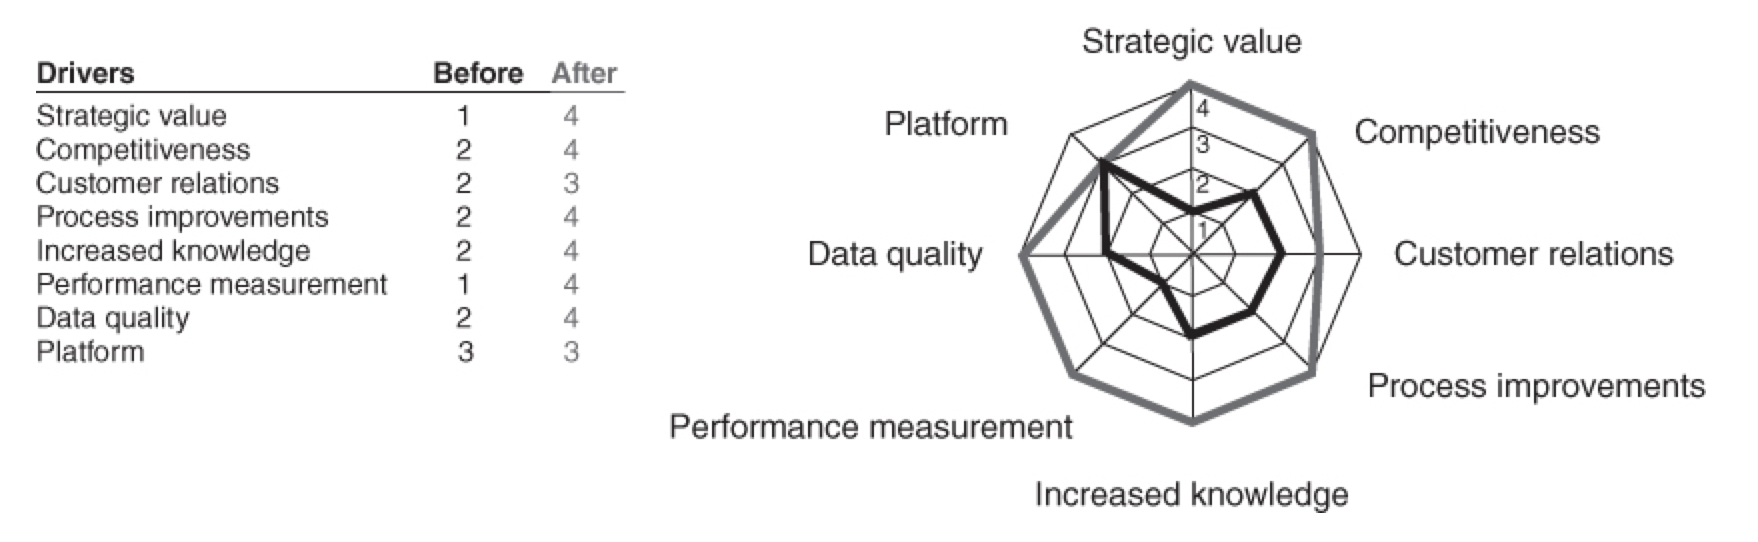 Drivers Before After
Strategic value 1 4
Competitiveness 2 4
Customer relations 2 3
Process improvements 2 4
Increased knowledge 2 4
Performance measurement 1 4
Data quality 2 4
Platform 3 3
Strategic value
Platform
Competitiveness
4
3
2
1
Data quality
Customer relations
Process improvements
Performance measurement
Increased knowledge